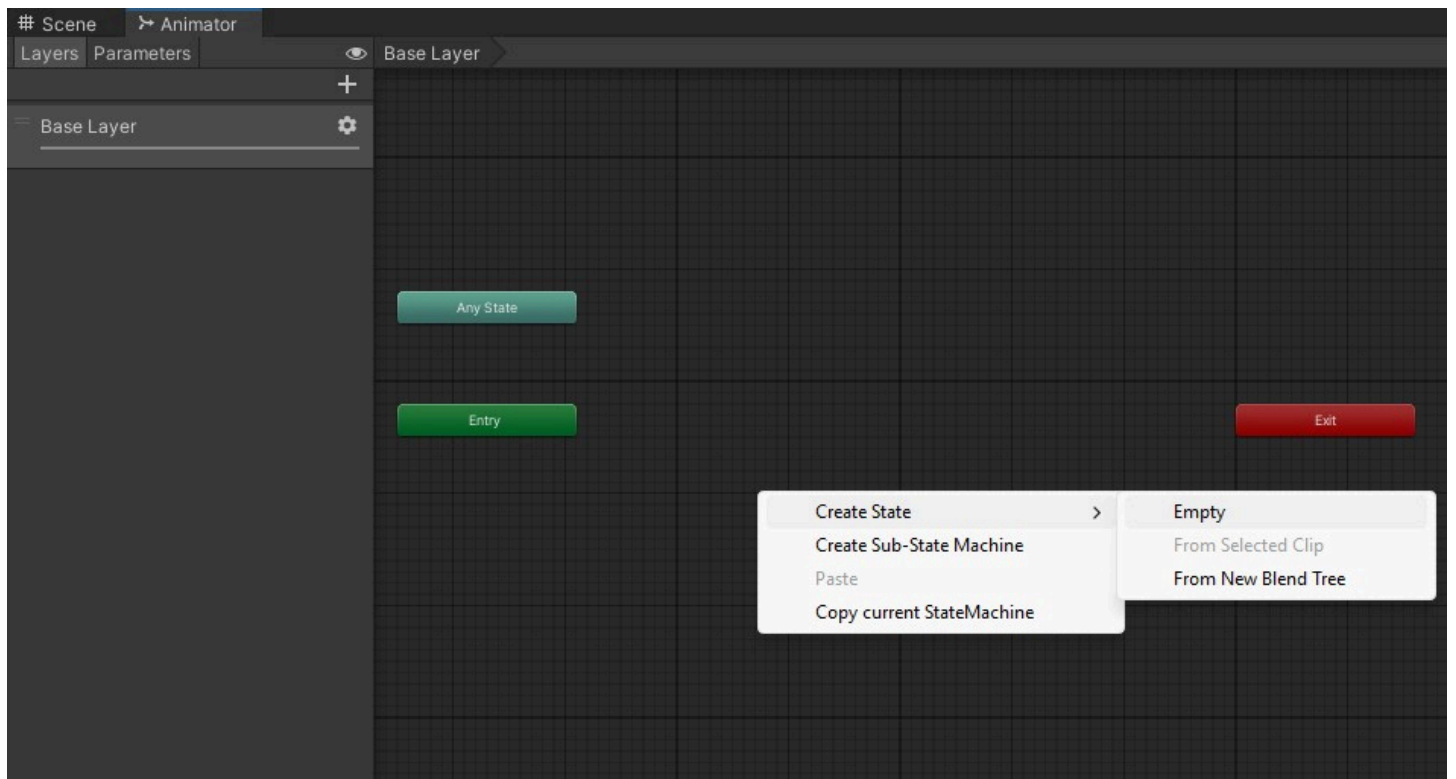 Scene Animator
Layers Parameters Base Layer
Base Layer
Any State
Entry Exit
Create State Empty
Create Sub-State Machine From Selected Clip
Paste From New Blend Tree
Copy current StateMachine